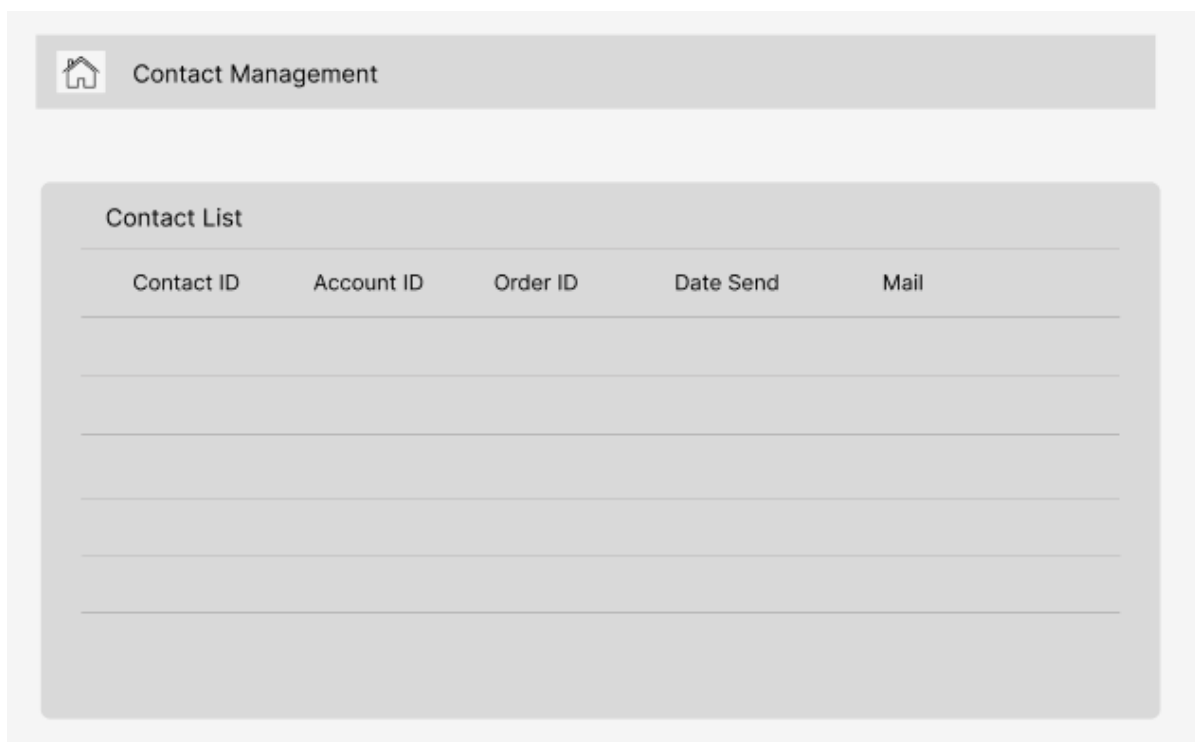 Contact Management
Contact List
Contact ID Account ID Order ID Date Send Mail